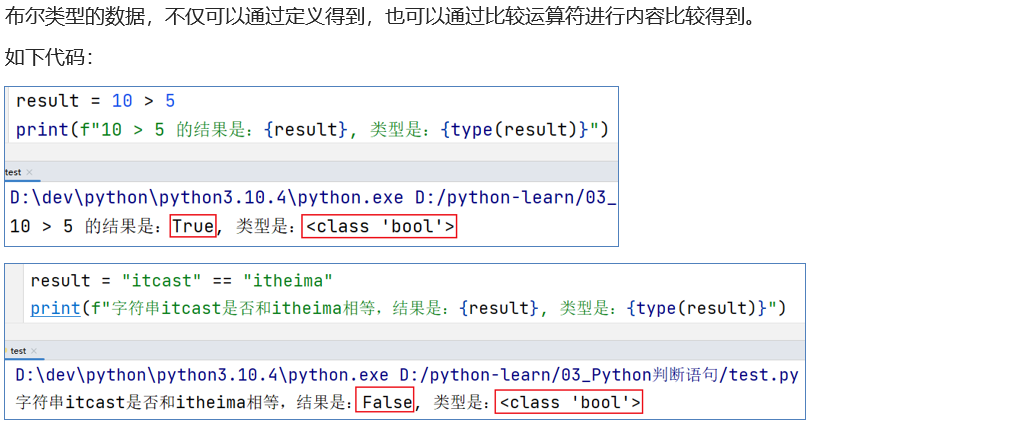 布尔类型的数据，不仅可以通过定义得到，也可以通过比较运算符进行内容比较得到。
如下代码：
result = 10 > 5
print(f"10 > 5 的结果是：{result}, 类型是：{type(result)}")
test ×
D:\dev\python\python3.10.4\python.exe D:/python-learn/03_
10 > 5 的结果是：True, 类型是：<class 'bool'>
result = "itcast" == "itheima"
print(f"字符串itcast是否和itheima相等，结果是：{result}, 类型是：{type(result)}")
test ×
D:\dev\python\python3.10.4\python.exe D:/python-learn/03_Python判断语句/test.py
字符串itcast是否和itheima相等，结果是：False, 类型是：<class 'bool'>